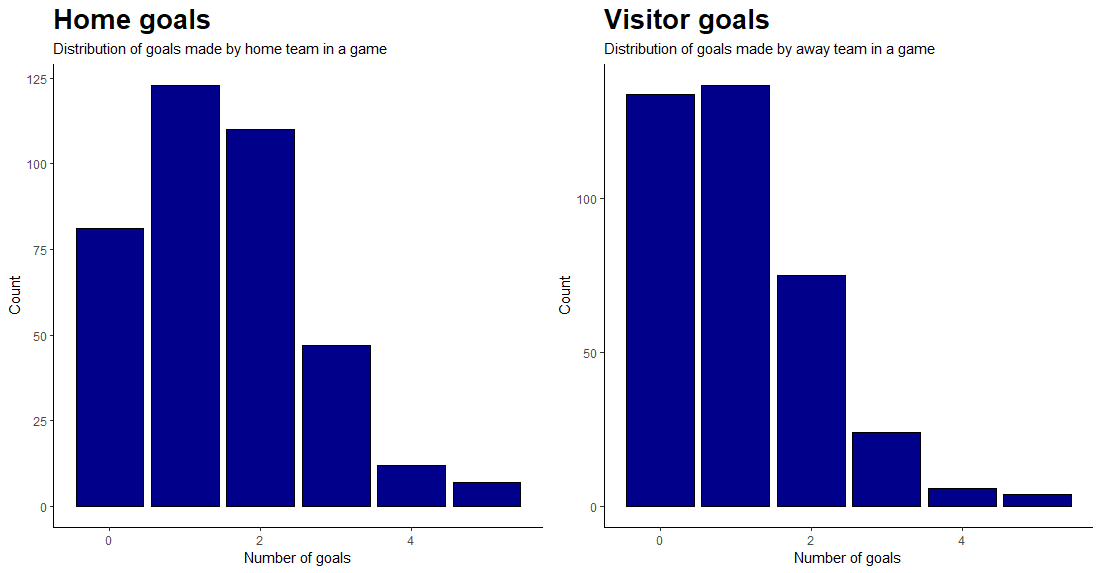 Home goals
Distribution of goals made by home team in a game
125
100
75
50
25
0
Count
0 2 4
Number of goals
Visitor goals
Distribution of goals made by away team in a game
100
50
0
Count
0 2 4
Number of goals